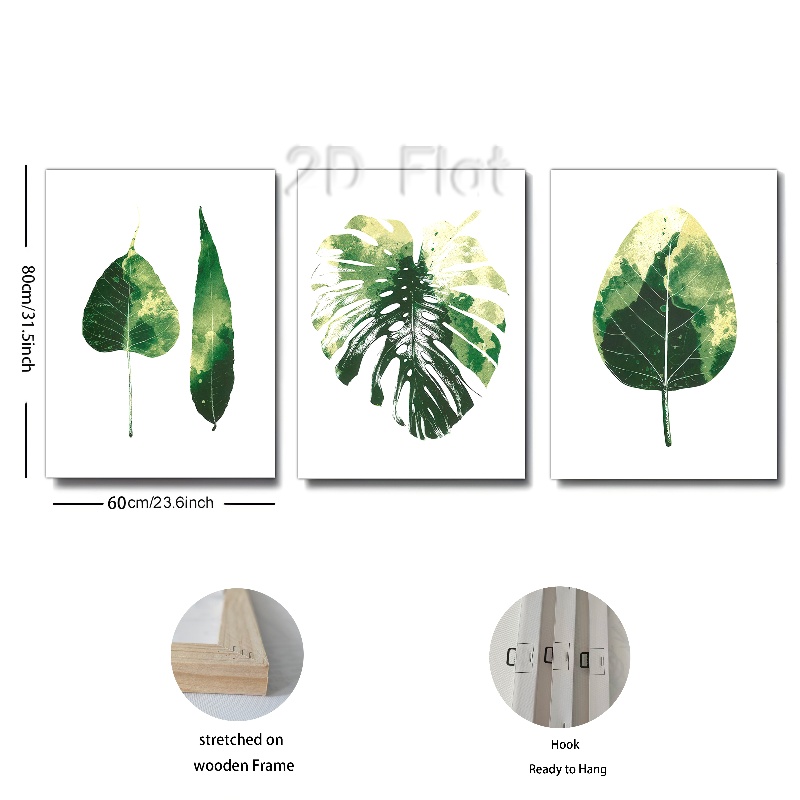 2D Flat
80cm/31.5inch
60cm/23.6inch
stretched on
wooden Frame
Hook
Ready to Hang